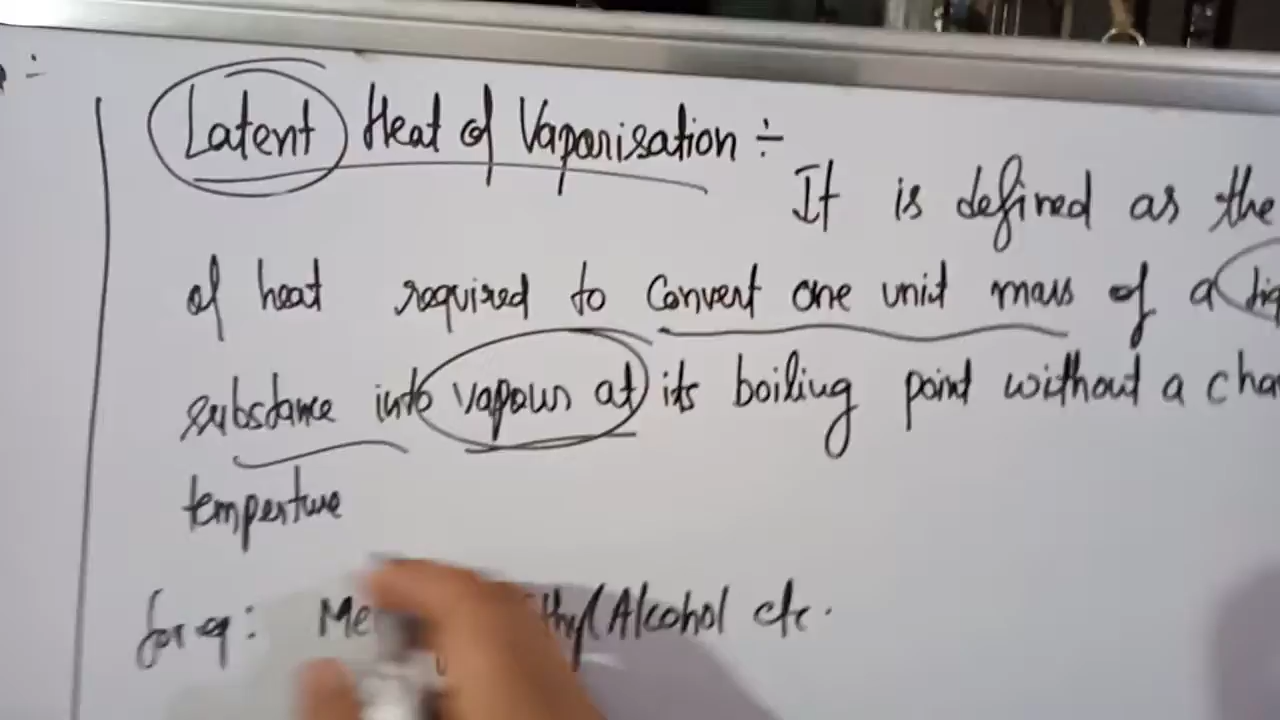 Latent Heat of Vaporisation ÷
It is defined as the
of heat required to convert one unit mass of a
substance into vapour at its boiling point without a
temperture
for eg: Alcohol etc.